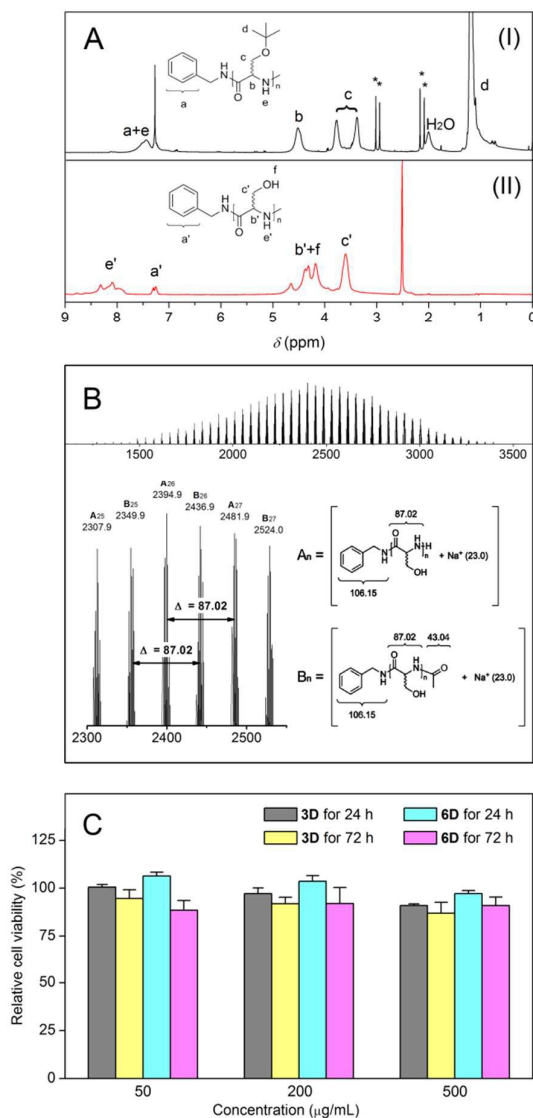 A
(I)
d
O
c
N
H
b
n
O
H
N
e
a
a+e
b
c
*
*
*
*
H₂O
d
(II)
OH
f
c'
N
H
b'
n
O
H
N
e'
a'
e'
a'
b'+f
c'
9 8 7 6 5 4 3 2 1 0
δ (ppm)
B
1500 2000 2500 3000 3500
A25
2307.9
B25
2349.9
A26
2394.9
B26
2436.9
A27
2481.9
B27
2524.0
Δ = 87.02
Δ = 87.02
2300 2400 2500
87.02
An =
O
H
N
H
N
H
n
OH
+ Na⁺ (23.0)
106.15
87.02 43.04
Bn =
O
H
N
N
H
n
O
OH
+ Na⁺ (23.0)
106.15
C
3D for 24 h
6D for 24 h
3D for 72 h
6D for 72 h
Relative cell viability (%)
125
100
75
50
25
0
50 200 500
Concentration (μg/mL)